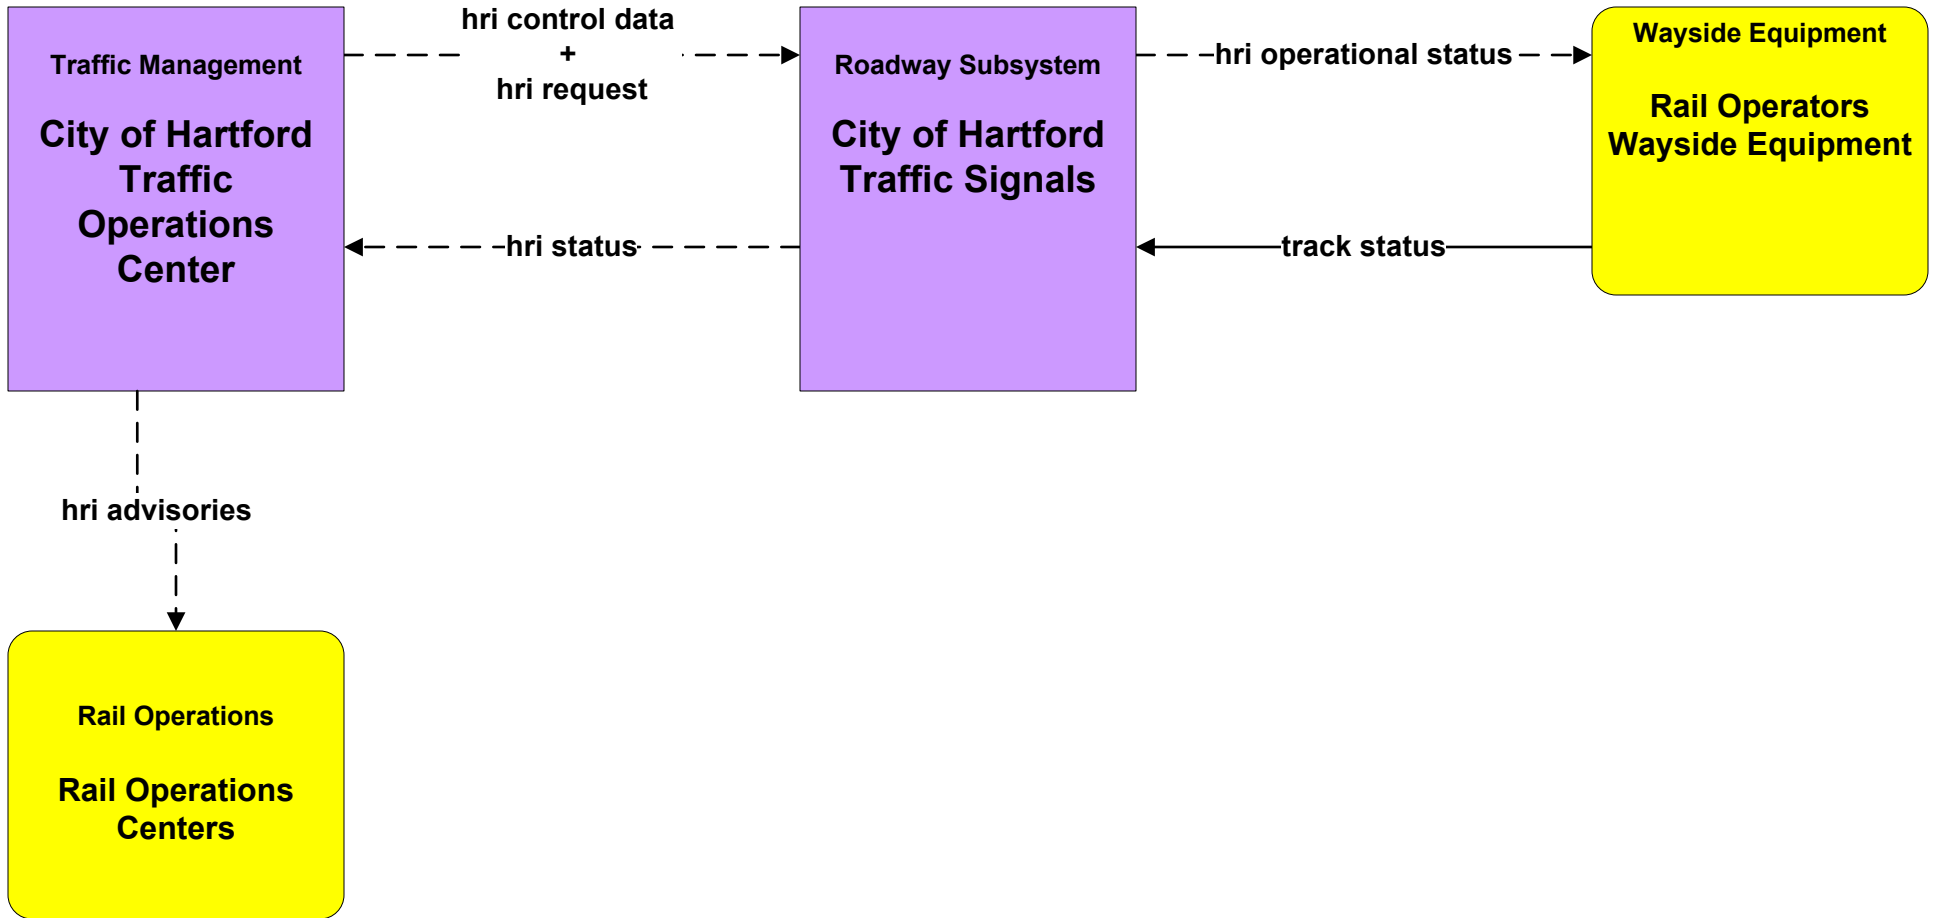 Traffic Management
City of Hartford
Traffic
Operations
Center
hri control data
+
hri request
Roadway Subsystem
City of Hartford
Traffic Signals
hri operational status
Wayside Equipment
Rail Operators
Wayside Equipment
hri status
track status
hri advisories
Rail Operations
Rail Operations
Centers